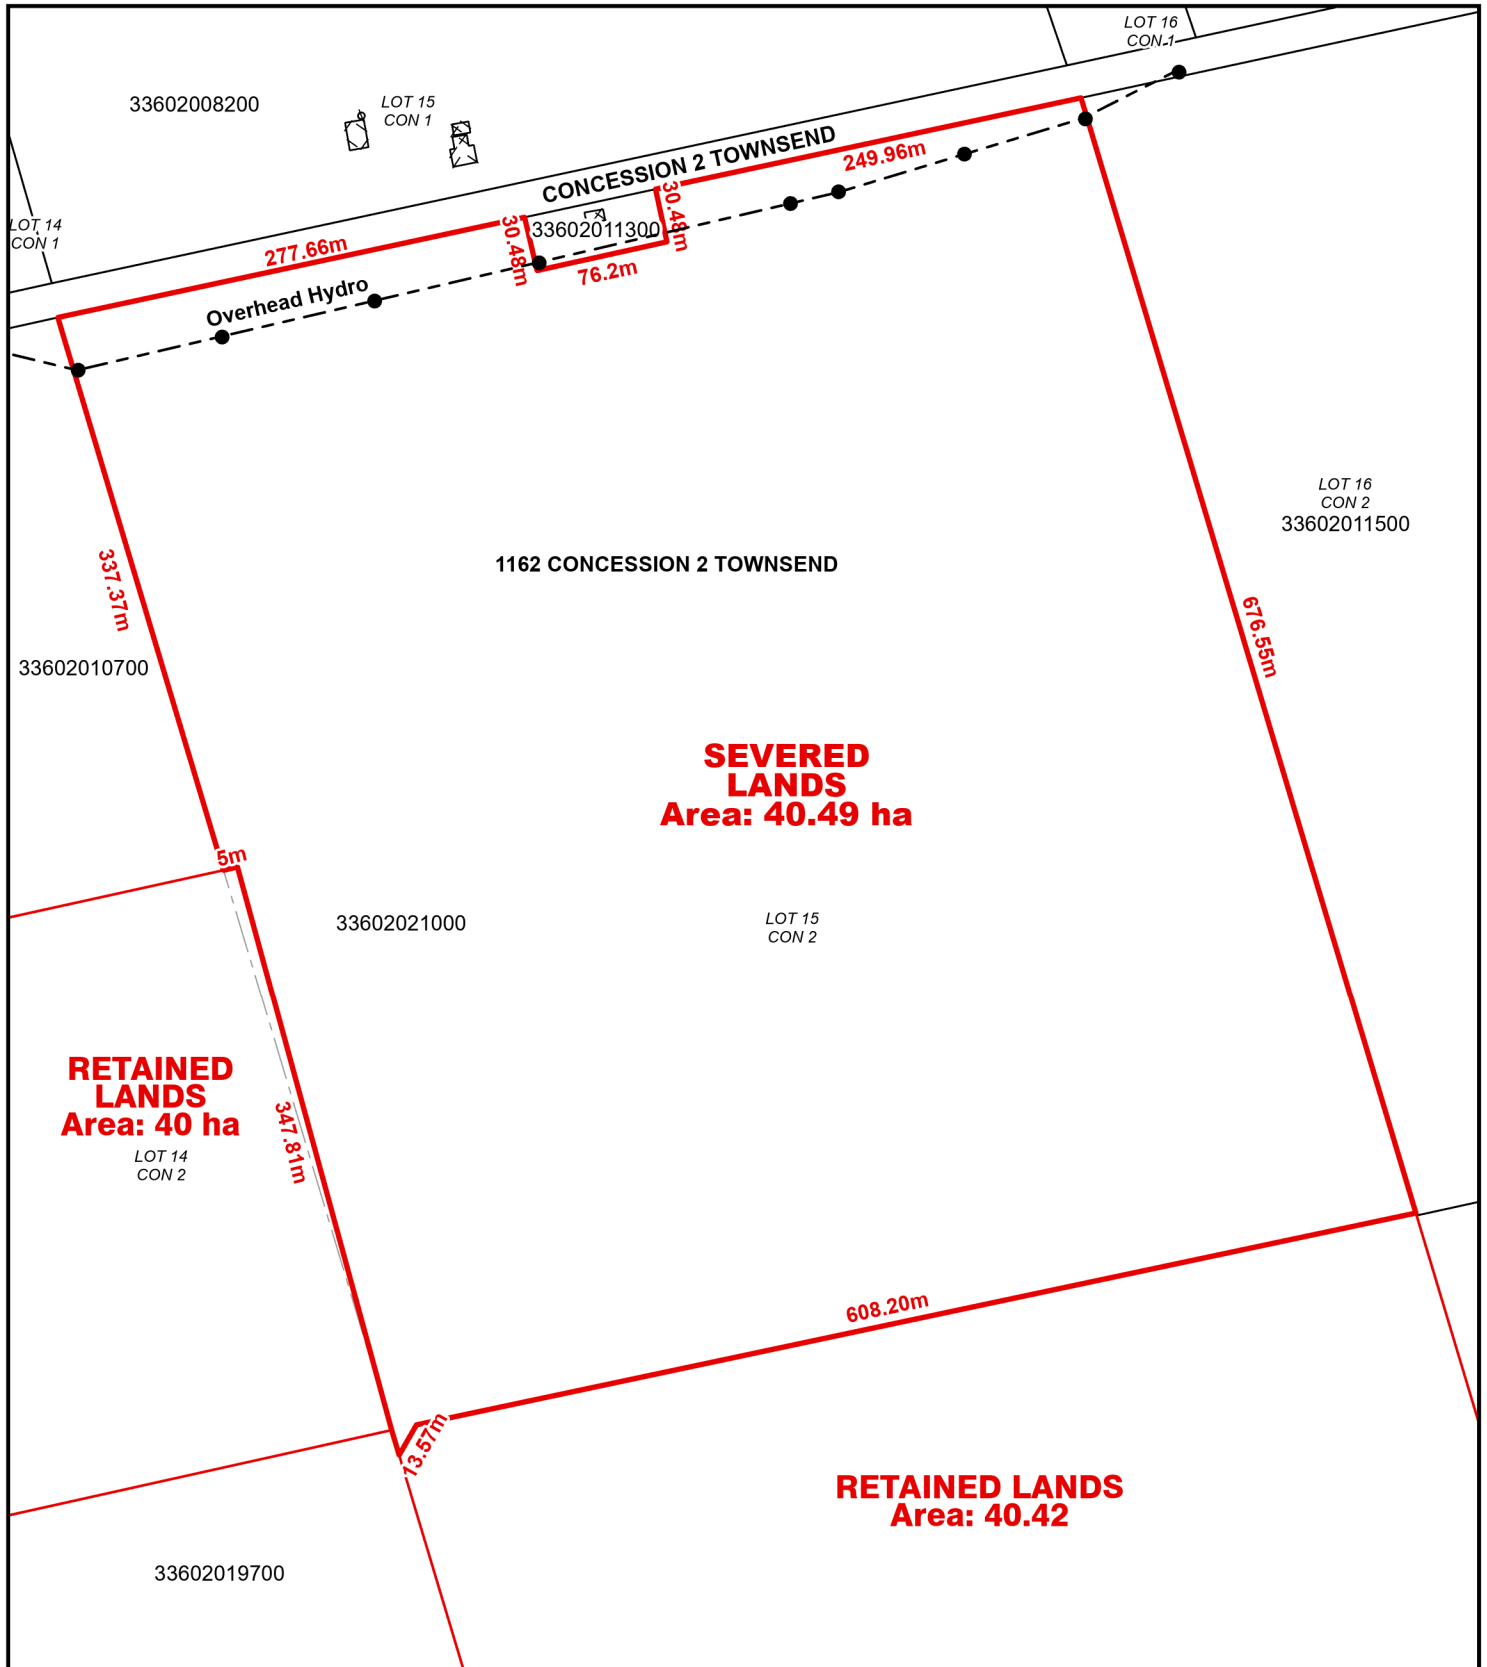 LOT 16
CON 1
33602008200
LOT 15
CON 1
CONCESSION 2 TOWNSEND
249.96m
LOT 14
CON 1
277.66m
30.48m
33602011300
30.48m
76.2m
Overhead Hydro
LOT 16
CON 2
33602011500
1162 CONCESSION 2 TOWNSEND
337.37m
676.55m
33602010700
SEVERED
LANDS
Area: 40.49 ha
5m
33602021000
LOT 15
CON 2
RETAINED
LANDS
Area: 40 ha
347.81m
LOT 14
CON 2
608.20m
13.57m
RETAINED LANDS
Area: 40.42
33602019700